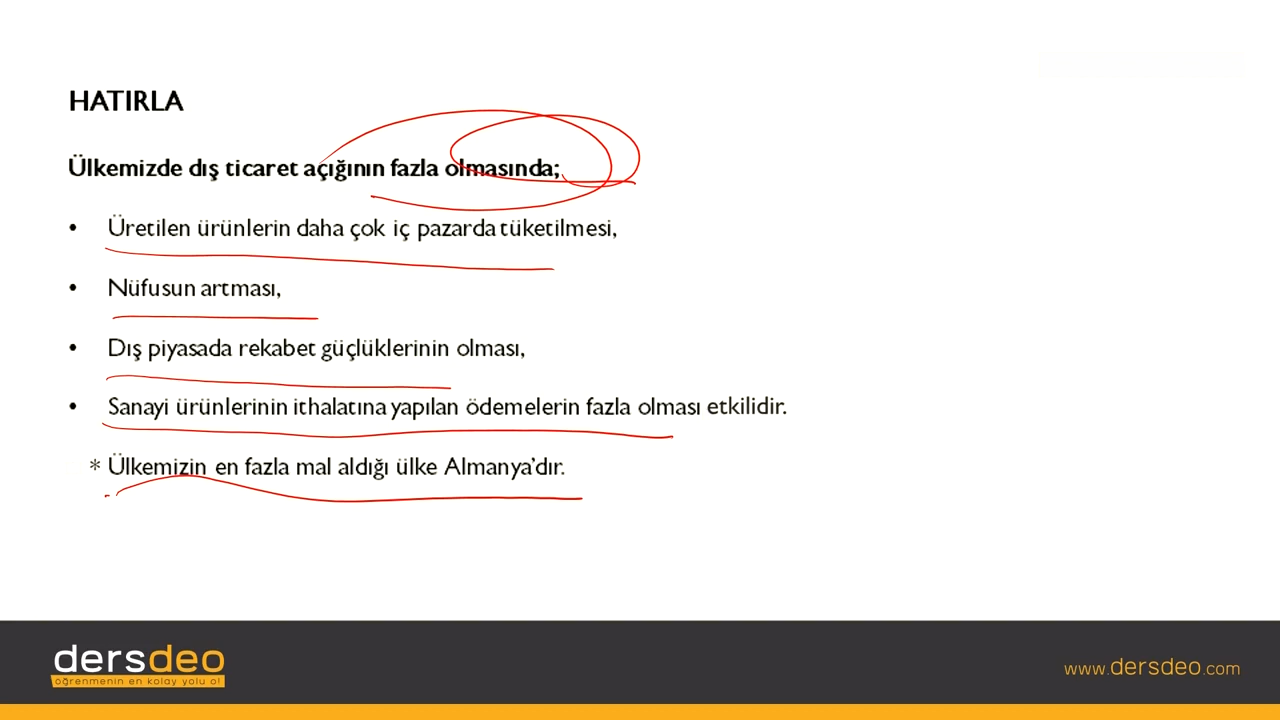 HATIRLA
Ülkemizde dış ticaret açığının fazla olmasında;
• Üretilen ürünlerin daha çok iç pazarda tüketilmesi,
• Nüfusun artması,
• Dış piyasada rekabet güçlüklerinin olması,
• Sanayi ürünlerinin ithalatına yapılan ödemelerin fazla olması etkilidir.
* Ülkemizin en fazla mal aldığı ülke Almanya'dır.
dersdeo
öğrenmenin en kolay yolu o!
www.dersdeo.com